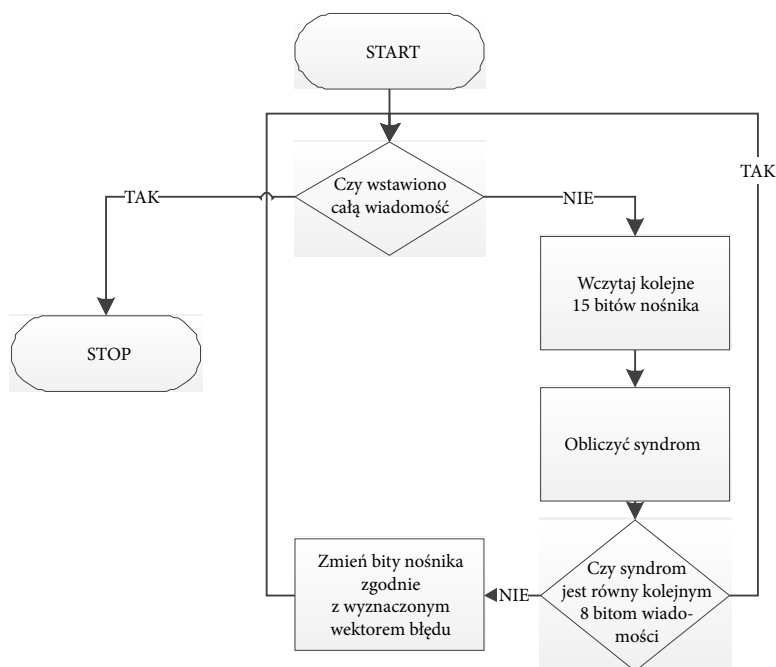 START
Czy wstawiono
całą wiadomość
TAK
NIE
TAK
Wczytaj kolejne
15 bitów nośnika
STOP
Obliczyć syndrom
Czy syndrom
jest równy kolejnym
8 bitom wiado-
mości
NIE
Zmień bity nośnika
zgodnie
z wyznaczonym
wektorem błędu